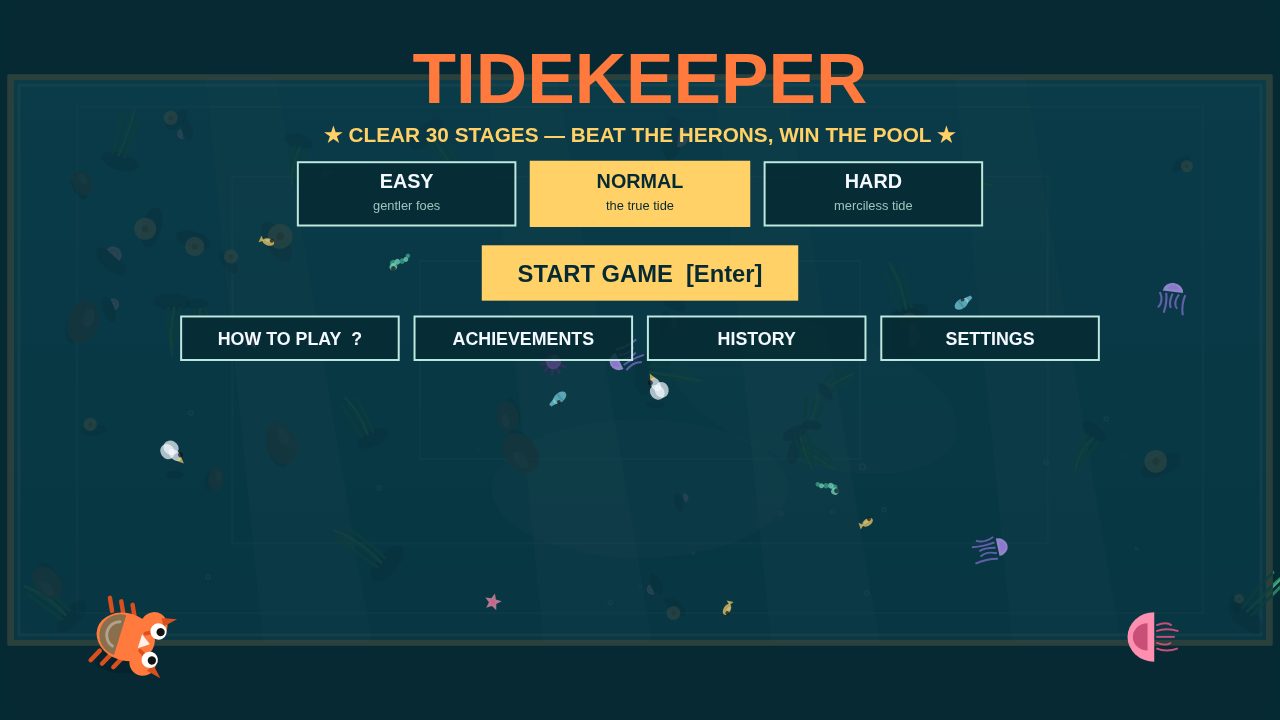 TIDEKEEPER
★ CLEAR 30 STAGES — BEAT THE HERONS, WIN THE POOL ★
EASY
gentler foes
NORMAL
the true tide
HARD
merciless tide
START GAME [Enter]
HOW TO PLAY ?
ACHIEVEMENTS
HISTORY
SETTINGS